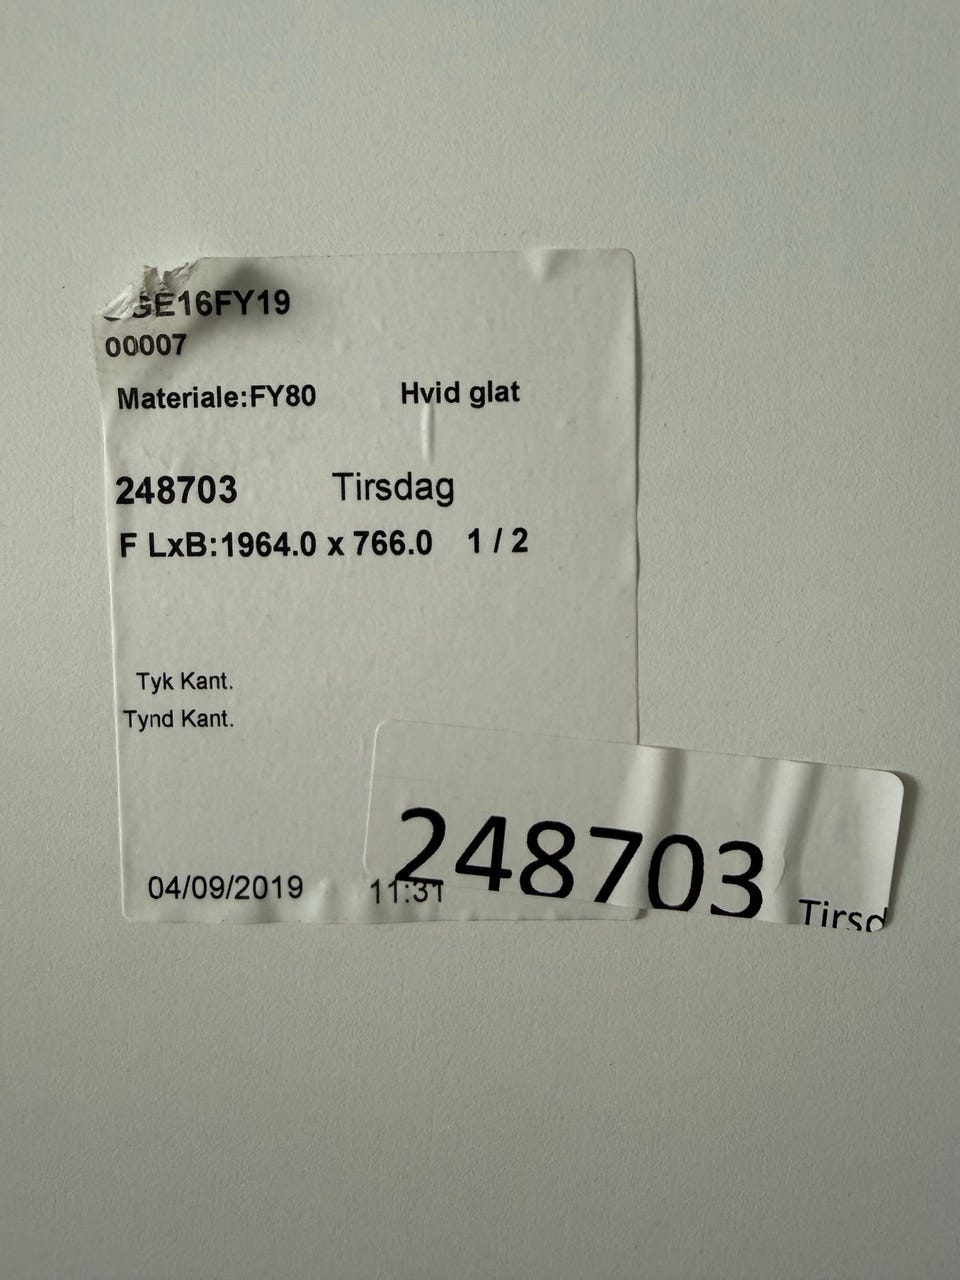 GE16FY19
00007
Materiale:FY80 Hvid glat
248703 Tirsdag
F LxB:1964.0 x 766.0 1 / 2
Tyk Kant.
Tynd Kant.
04/09/2019 11:31
248703 Tirsd